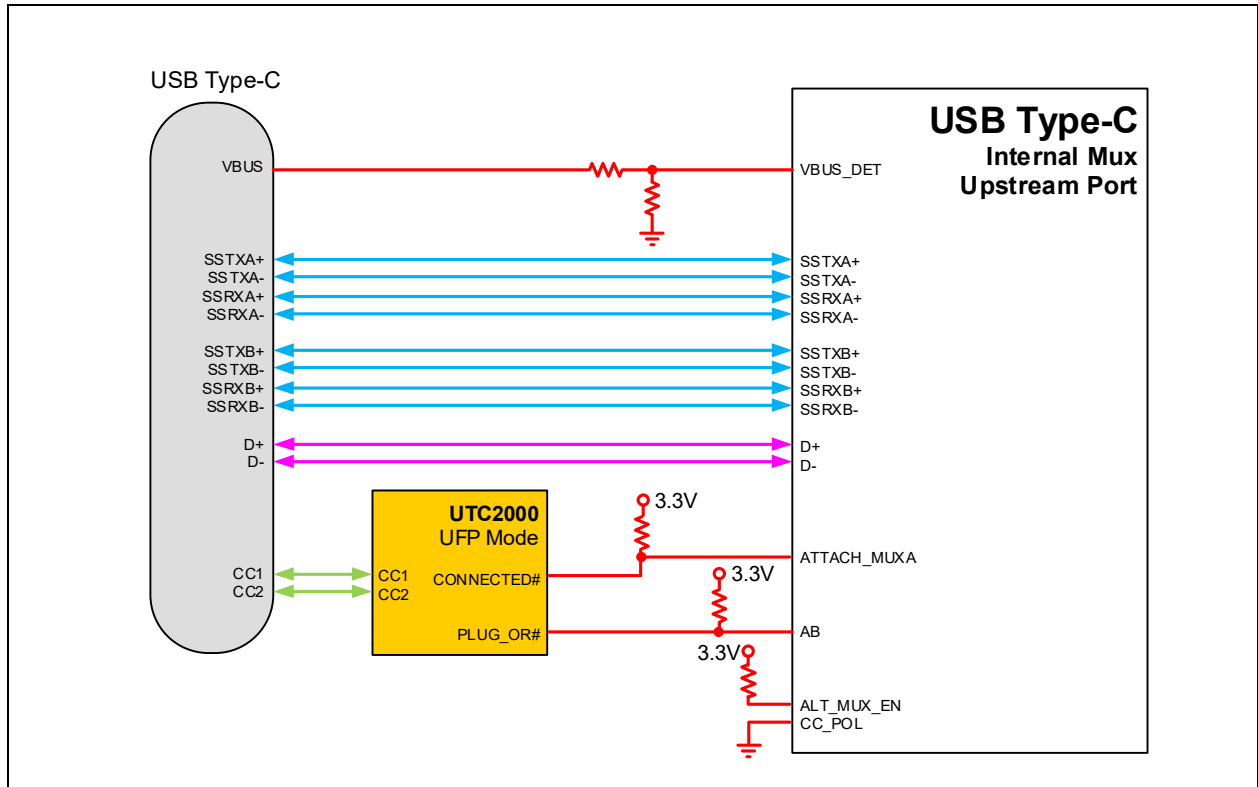 USB Type-C
USB Type-C
Internal Mux
Upstream Port
VBUS
VBUS_DET
SSTXA+
SSTXA-
SSRXA+
SSRXA-
SSTXA+
SSTXA-
SSRXA+
SSRXA-
SSTXB+
SSTXB-
SSRXB+
SSRXB-
SSTXB+
SSTXB-
SSRXB+
SSRXB-
D+
D-
D+
D-
UTC2000
UFP Mode
3.3V
CC1
CC2
CC1
CC2
CONNECTED#
ATTACH_MUXA
3.3V
PLUG_OR#
AB
3.3V
ALT_MUX_EN
CC_POL